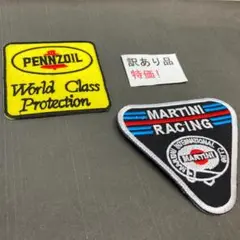 PENNZOIL
World Class
Protection
訳あり品
特価!
MARTINI
RACING
MARTINI